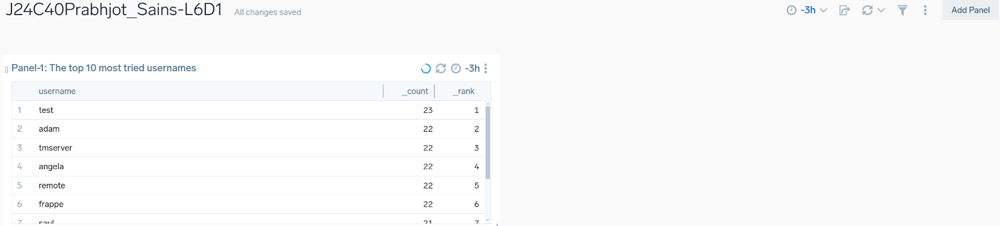 J24C40Prabhjot_Sains-L6D1 All changes saved -3h Add Panel
Panel-1: The top 10 most tried usernames -3h
username _count _rank
1 test 23 1
2 adam 22 2
3 tmserver 22 3
4 angela 22 4
5 remote 22 5
6 frappe 22 6
7 saul 21 7